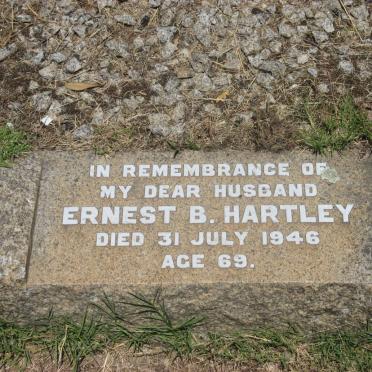 IN REMEMBRANCE OF
MY DEAR HUSBAND
ERNEST B. HARTLEY
DIED 31 JULY 1946
AGE 69.